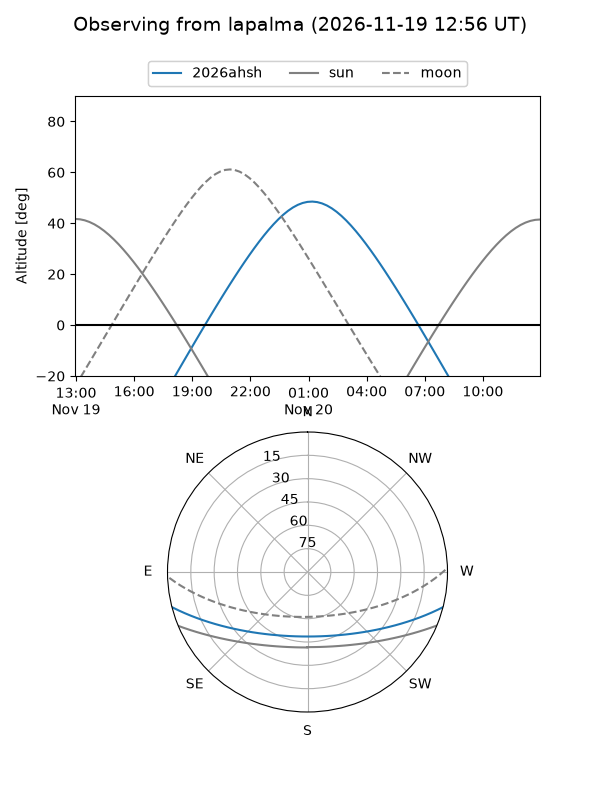 Observing from lapalma (2026-11-19 12:56 UT)
2026ahsh sun moon
Altitude [deg]
80
60
40
20
0
−20
13:00 16:00 19:00 22:00 01:00 04:00 07:00 10:00
Nov 19 Nov 20
N
NE NW
15
30
45
60
75
E W
SE SW
S